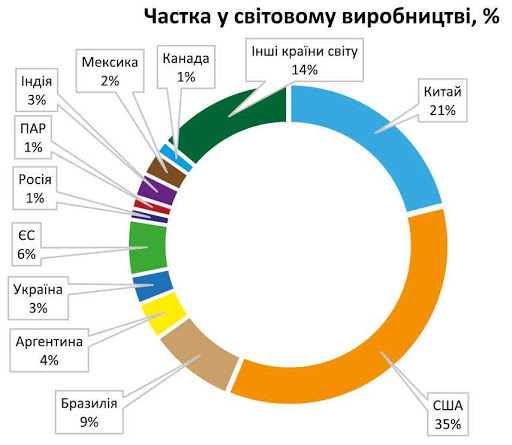 Частка у світовому виробництві, %
Інші країни світу
14%
Канада
1%
Мексика
2%
Індія
3%
ПАР
1%
Росія
1%
ЄС
6%
Україна
3%
Аргентина
4%
Бразилія
9%
США
35%
Китай
21%